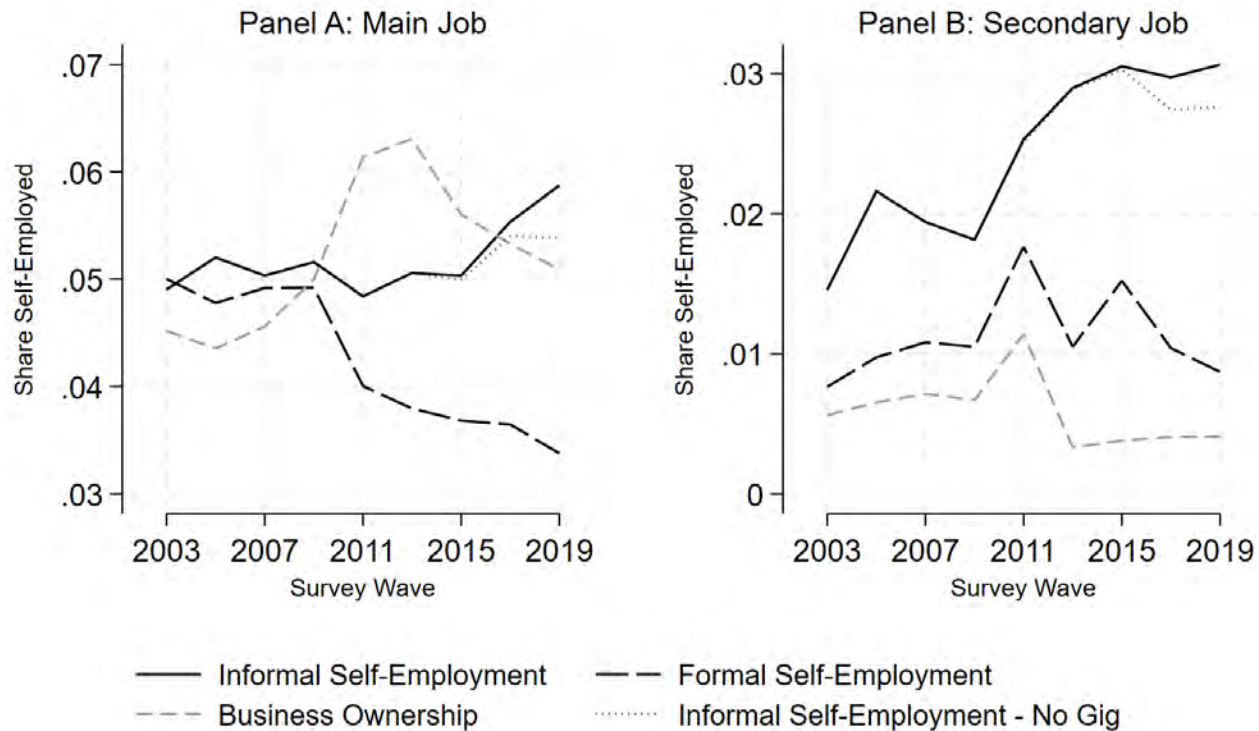 Panel A: Main Job
.07
.06
.05
.04
.03
Share Self-Employed
2003 2007 2011 2015 2019
Survey Wave
Panel B: Secondary Job
.03
.02
.01
0
Share Self-Employed
2003 2007 2011 2015 2019
Survey Wave
Informal Self-Employment
Formal Self-Employment
Business Ownership
Informal Self-Employment - No Gig